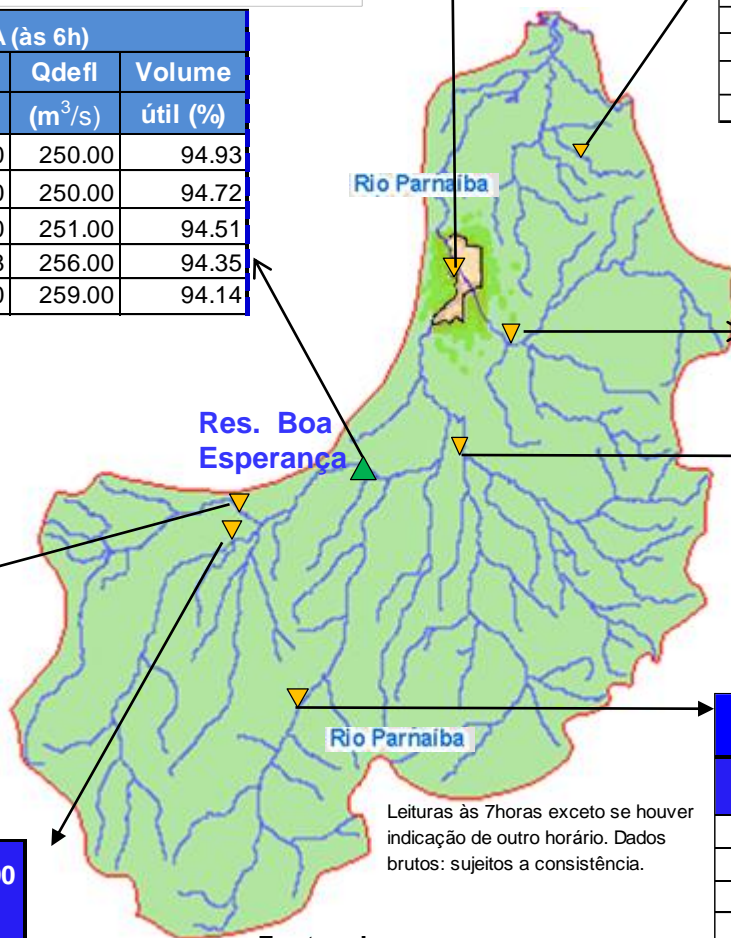 (às 6h)
Qdefl Volume
(m³/s) útil (%)
250.00 94.93
250.00 94.72
251.00 94.51
256.00 94.35
259.00 94.14
Rio Parnaíba
Res. Boa
Esperança
Rio Parnaíba
Leituras às 7horas exceto se houver
indicação de outro horário. Dados
brutos: sujeitos a consistência.